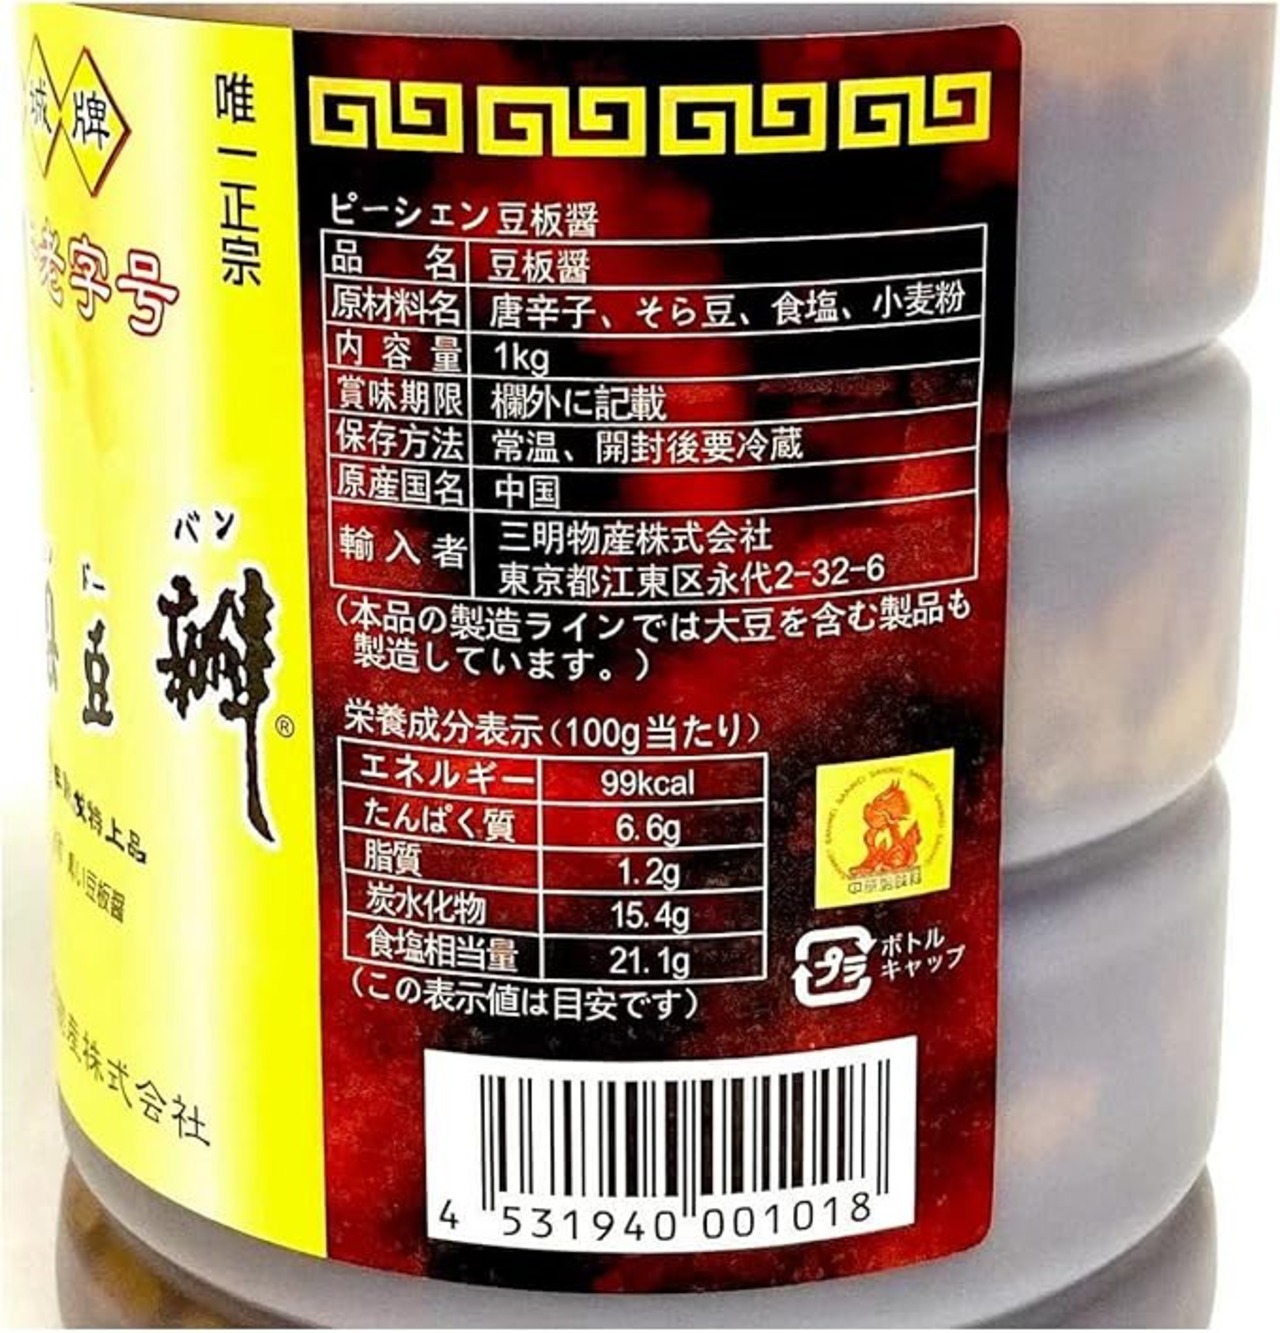 城牌
老字号
唯一正宗
バン
ドー
豆瓣®
特上品
い豆板醤
産株式会社
ピーシェン豆板醤
品名 豆板醤
原材料名 唐辛子、そら豆、食塩、小麦粉
内容量 1kg
賞味期限 欄外に記載
保存方法 常温、開封後要冷蔵
原産国名 中国
輸入者 三明物産株式会社
東京都江東区永代2-32-6
(本品の製造ラインでは大豆を含む製品も
製造しています。)
栄養成分表示(100g当たり)
エネルギー 99kcal
たんぱく質 6.6g
脂質 1.2g
炭水化物 15.4g
食塩相当量 21.1g
(この表示値は目安です)
プラ
ボトル
キャップ
4 531940 001018